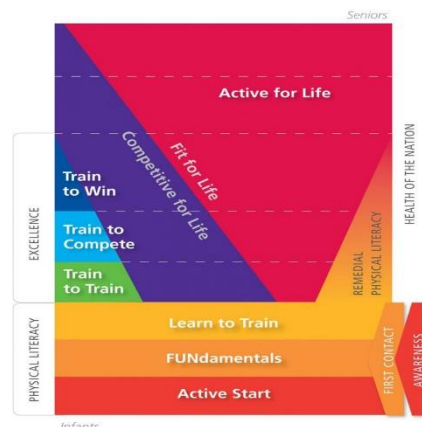 Seniors
Active for Life
Fit for Life
Competitive for Life
Train
to Win
Train to
Compete
Train
to Train
EXCELLENCE
HEALTH OF THE NATION
REMEDIAL
PHYSICAL LITERACY
Learn to Train
FUNdamentals
Active Start
PHYSICAL LITERACY
FIRST CONTACT
AWARENESS
Infants